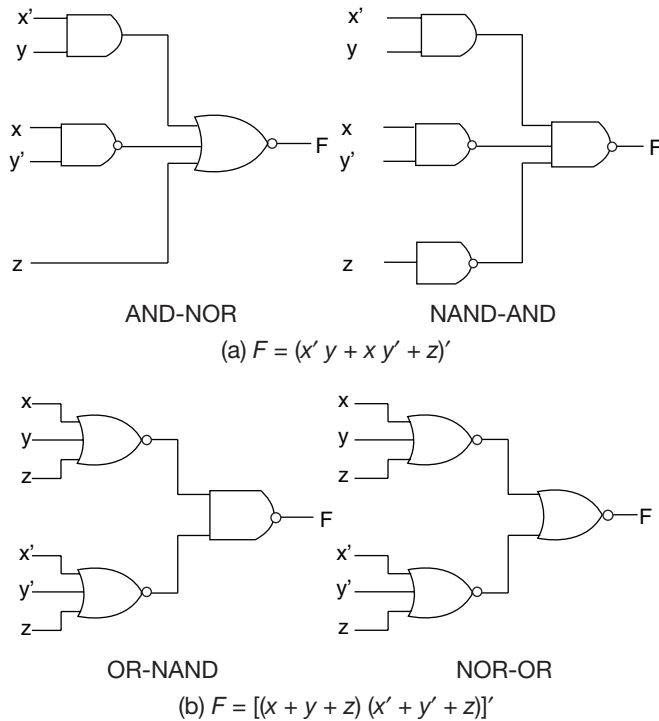 x' x'
y y
x x
F F
y' y'
z z
AND-NOR NAND-AND
(a) F = (x′ y + x y′ + z)′
x x
y y
z z
F F
x' x'
y' y'
z z
OR-NAND NOR-OR
(b) F = [(x + y + z) (x′ + y′ + z)]′